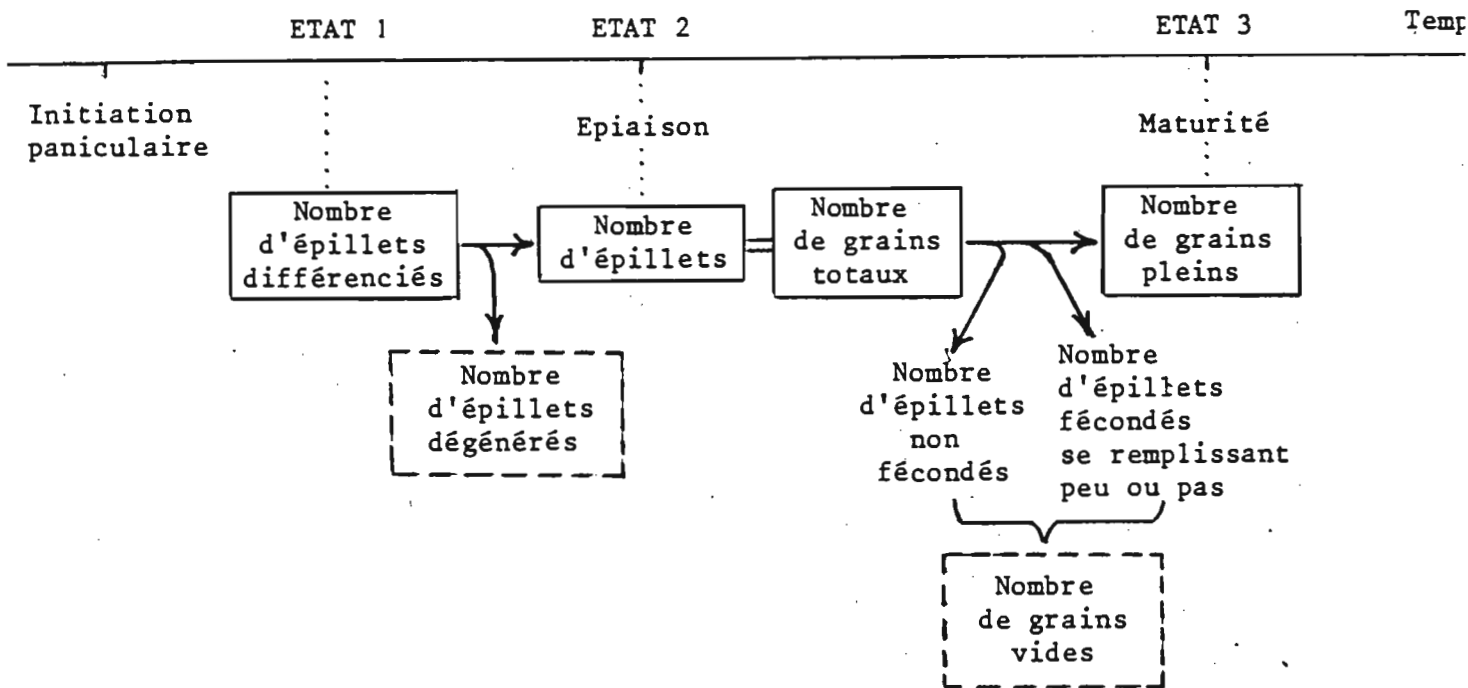 ETAT 1
ETAT 2
ETAT 3
Temp
Initiation
paniculaire
Epiaison
Maturité
Nombre
d'épillets
différenciés
Nombre
d'épillets
Nombre
de grains
totaux
Nombre
de grains
pleins
Nombre
d'épillets
dégénérés
Nombre
d'épillets
non
fécondés
Nombre
d'épillets
fécondés
se remplissant
peu ou pas
Nombre
de grains
vides